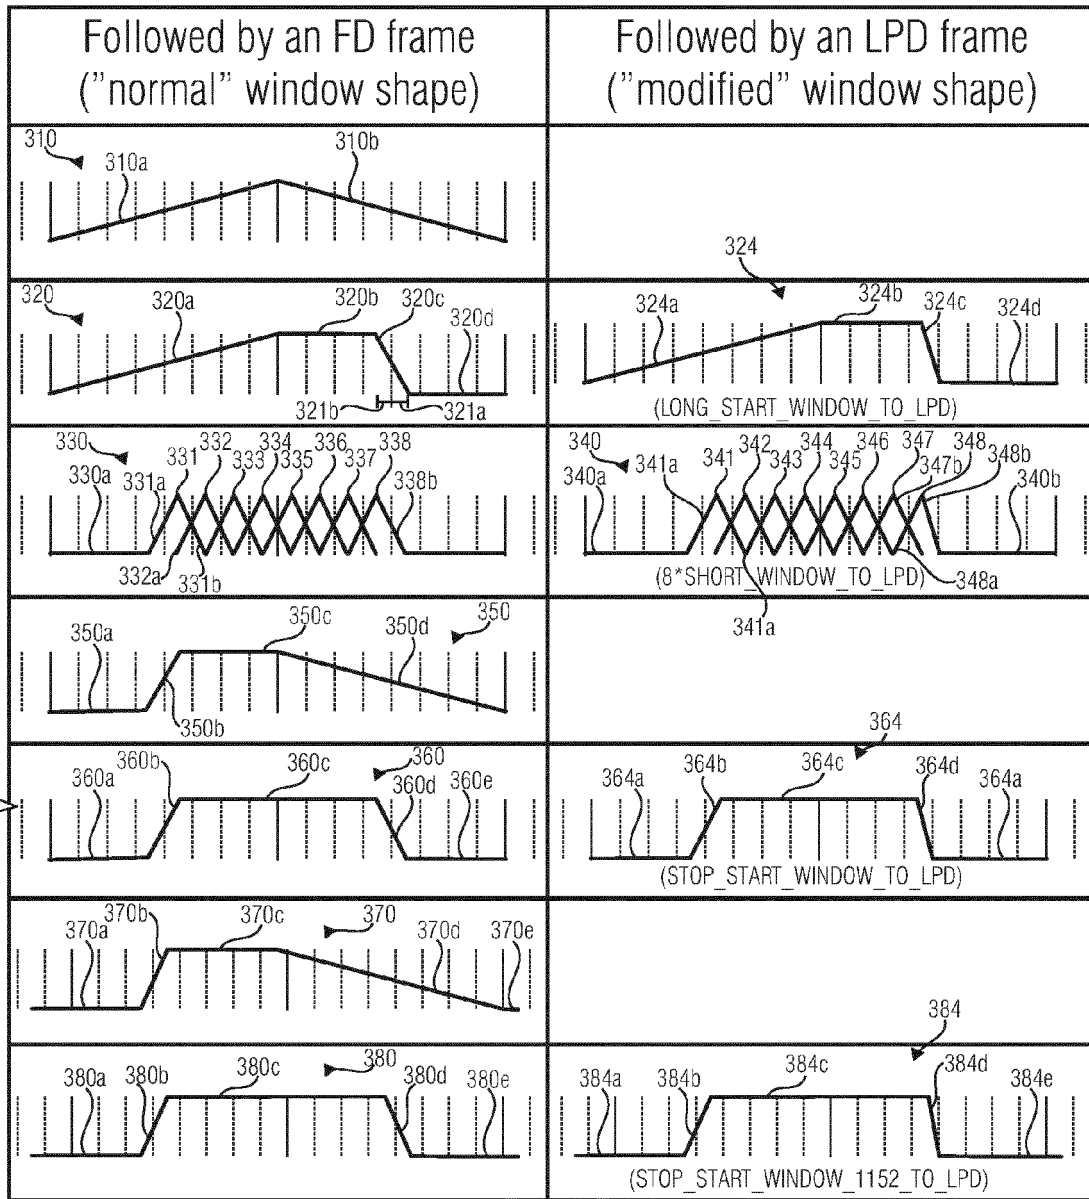 Followed by an FD frame
("normal" window shape)
Followed by an LPD frame
("modified" window shape)
310
310a
310b
320
320a
320b
320c
320d
321b
321a
324
324a
324b
324c
324d
(LONG_START_WINDOW_TO_LPD)
330
330a
331a
331
332
333
334
335
336
337
338
338b
332a
331b
340
340a
341a
341
342
343
344
345
346
347
347b
348
348b
340b
(8*SHORT_WINDOW_TO_LPD)
348a
341a
350a
350b
350c
350d
350
360a
360b
360c
360
360d
360e
364
364a
364b
364c
364d
364a
(STOP_START_WINDOW_TO_LPD)
370a
370b
370c
370
370d
370e
380a
380b
380c
380
380d
380e
384
384a
384b
384c
384d
384e
(STOP_START_WINDOW_1152_TO_LPD)